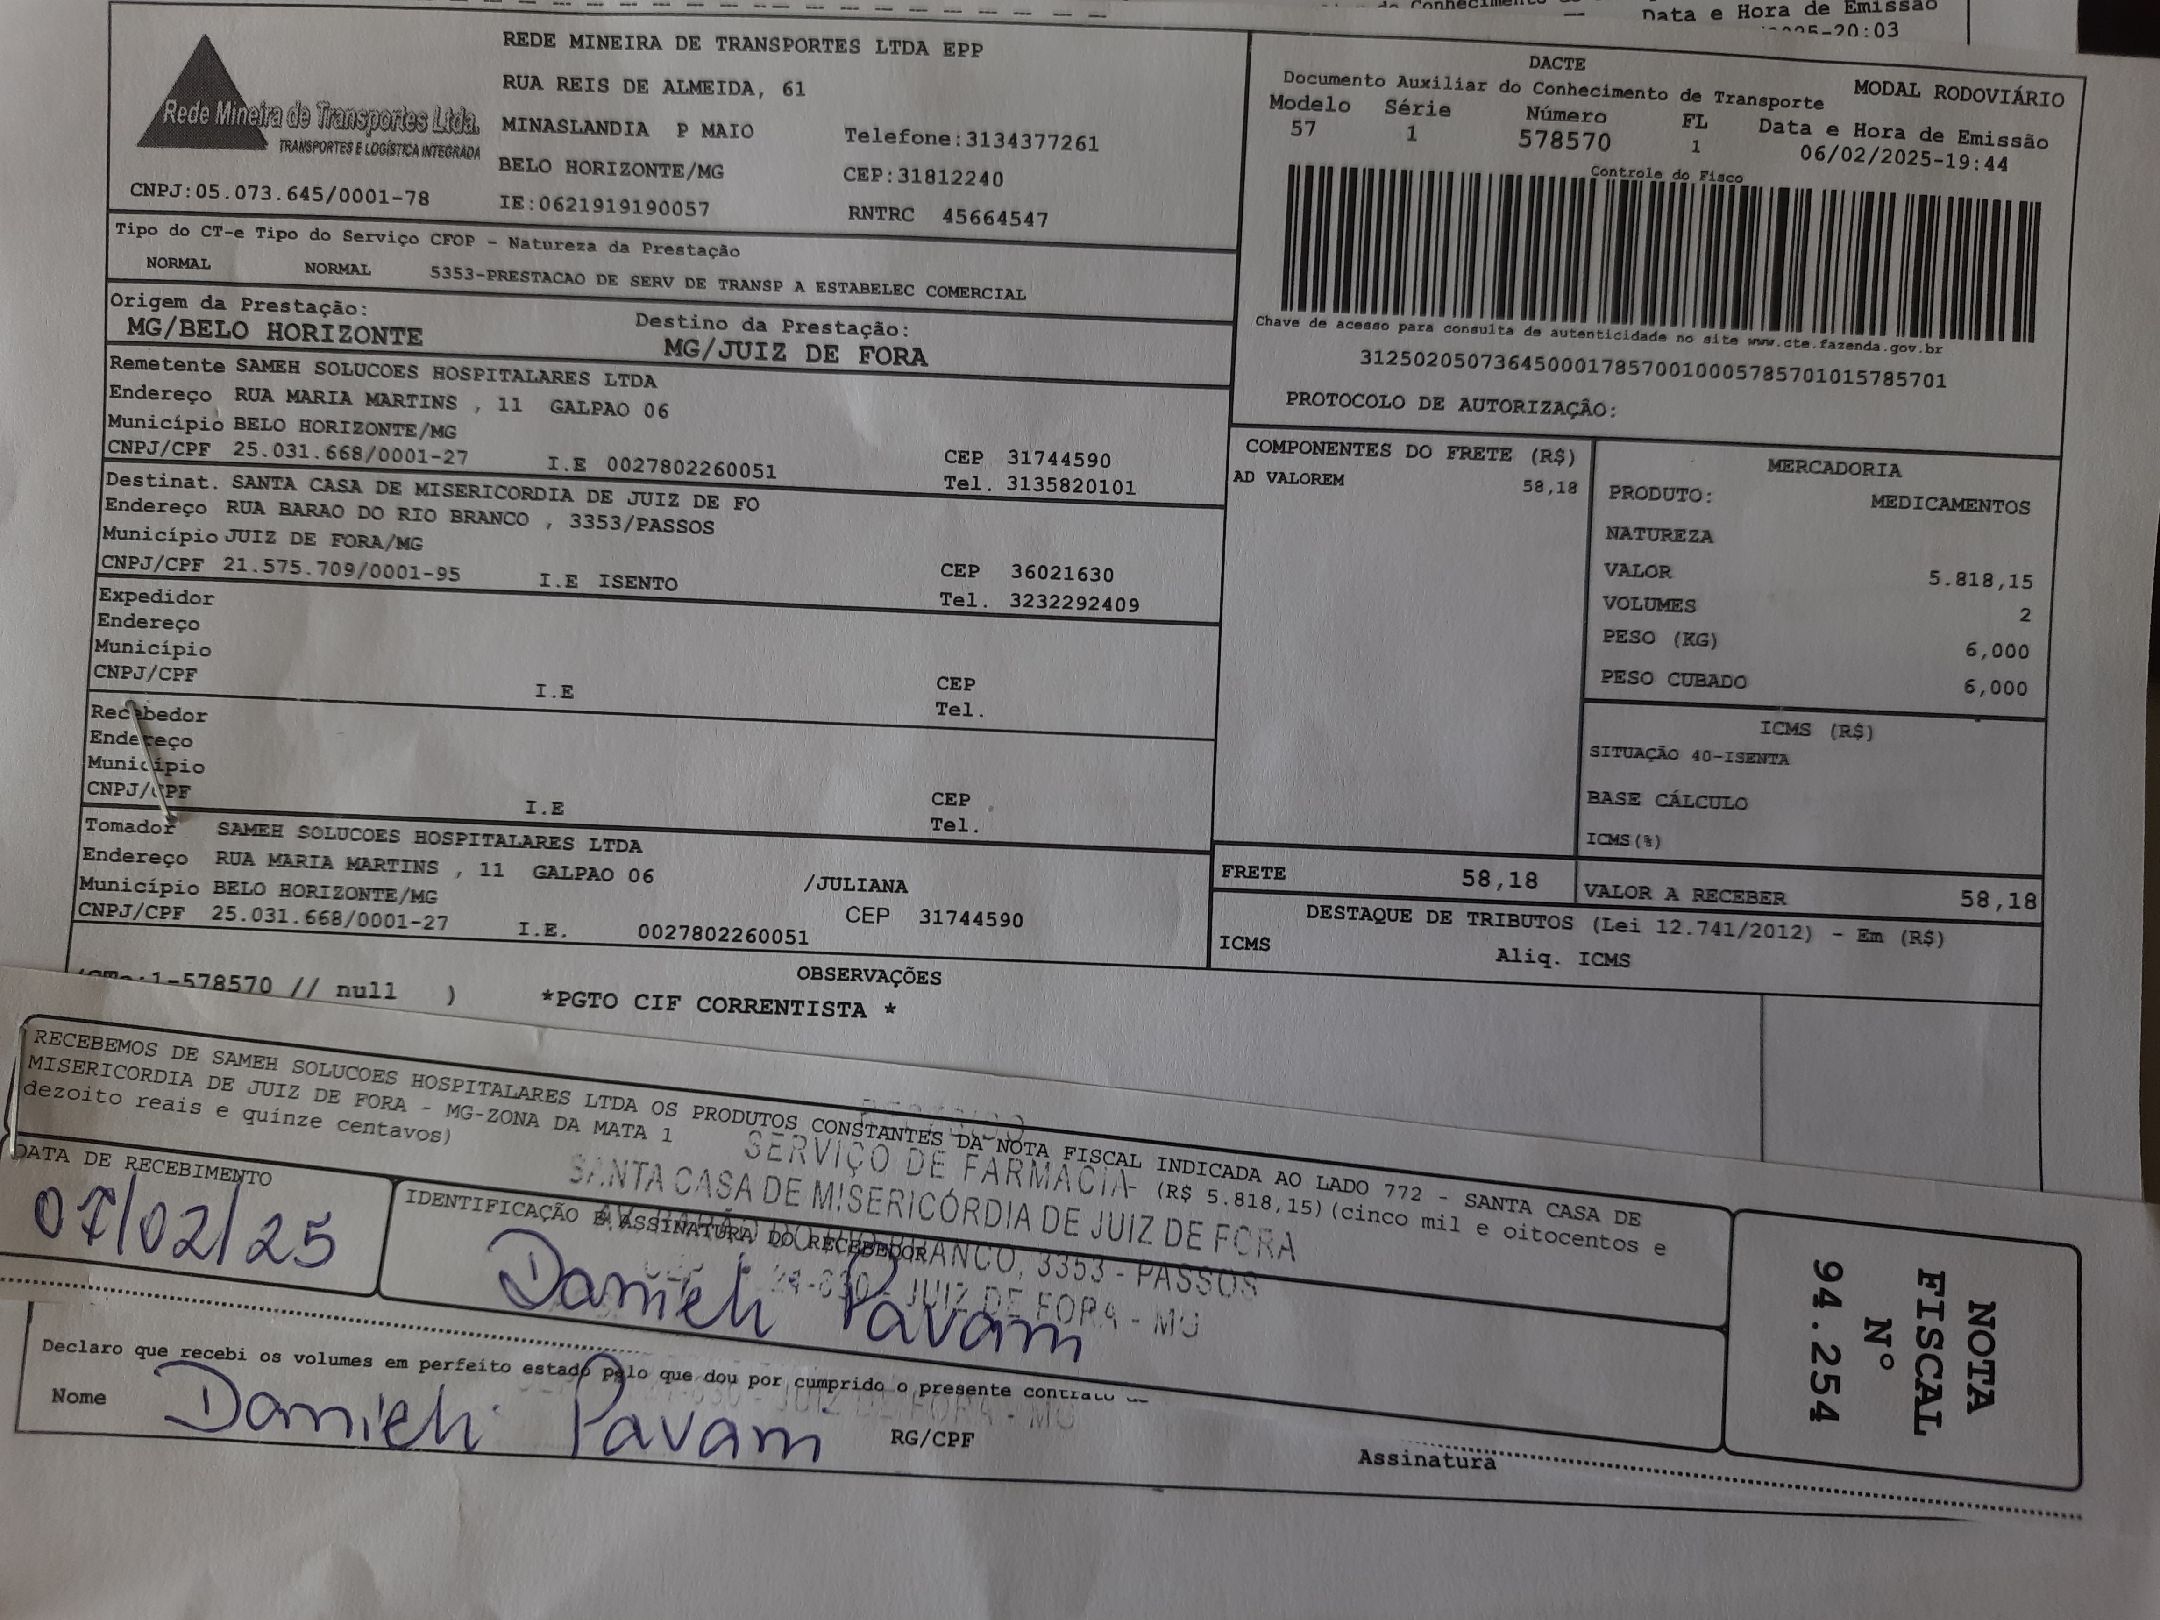 Data e Hora de Emissão
REDE MINEIRA DE TRANSPORTES LTDA EPP
RUA REIS DE ALMEIDA, 61
Rede Mineira de Transportes Ltda.
TRANSPORTES E LOGÍSTICA INTEGRADA
MINASLANDIA P MAIO Telefone:3134377261
BELO HORIZONTE/MG CEP:31812240
CNPJ:05.073.645/0001-78 IE:0621919190057 RNTRC 45664547
DACTE
Documento Auxiliar do Conhecimento de Transporte MODAL RODOVIÁRIO
Modelo Série Número FL Data e Hora de Emissão
57 1 578570 1 06/02/2025-19:44
Controle do Fisco
Chave de acesso para consulta de autenticidade no site www.cte.fazenda.gov.br
31250205073645000178570010005785701015785701
PROTOCOLO DE AUTORIZAÇÃO:
Tipo do CT-e Tipo do Serviço CFOP - Natureza da Prestação
NORMAL NORMAL 5353-PRESTACAO DE SERV DE TRANSP A ESTABELEC COMERCIAL
Origem da Prestação: Destino da Prestação:
MG/BELO HORIZONTE MG/JUIZ DE FORA
Remetente SAMEH SOLUCOES HOSPITALARES LTDA
Endereço RUA MARIA MARTINS , 11 GALPAO 06
Município BELO HORIZONTE/MG CEP 31744590
CNPJ/CPF 25.031.668/0001-27 I.E 0027802260051 Tel. 3135820101
Destinat. SANTA CASA DE MISERICORDIA DE JUIZ DE FO
Endereço RUA BARAO DO RIO BRANCO , 3353/PASSOS
Município JUIZ DE FORA/MG CEP 36021630
CNPJ/CPF 21.575.709/0001-95 I.E ISENTO Tel. 3232292409
Expedidor
Endereço
Município CEP
CNPJ/CPF I.E Tel.
Recebedor
Endereço
Município CEP
CNPJ/CPF I.E Tel.
Tomador SAMEH SOLUCOES HOSPITALARES LTDA
Endereço RUA MARIA MARTINS , 11 GALPAO 06 /JULIANA
Município BELO HORIZONTE/MG CEP 31744590
CNPJ/CPF 25.031.668/0001-27 I.E. 0027802260051
COMPONENTES DO FRETE (R$)
AD VALOREM 58,18
MERCADORIA
PRODUTO: MEDICAMENTOS
NATUREZA
VALOR 5.818,15
VOLUMES 2
PESO (KG) 6,000
PESO CUBADO 6,000
ICMS (R$)
SITUAÇÃO 40-ISENTA
BASE CÁLCULO
ICMS(%)
FRETE 58,18 VALOR A RECEBER 58,18
DESTAQUE DE TRIBUTOS (Lei 12.741/2012) - Em (R$)
ICMS Aliq. ICMS
OBSERVAÇÕES
1-578570 // null ) *PGTO CIF CORRENTISTA *
RECEBEMOS DE SAMEH SOLUCOES HOSPITALARES LTDA OS PRODUTOS CONSTANTES DA NOTA FISCAL INDICADA AO LADO 772 - SANTA CASA DE
MISERICORDIA DE JUIZ DE FORA - MG-ZONA DA MATA 1 (R$ 5.818,15)(cinco mil e oitocentos e
dezoito reais e quinze centavos)
SERVIÇO DE FARMACIA
SANTA CASA DE MISERICÓRDIA DE JUIZ DE FORA
AV. BARÃO DO RIO BRANCO, 3353 - PASSOS
JUIZ DE FORA - MG
DATA DE RECEBIMENTO IDENTIFICAÇÃO E ASSINATURA DO RECEBEDOR
07/02/25 Danieli Pavam
NOTA
FISCAL
Nº
94.254
Declaro que recebi os volumes em perfeito estado pelo que dou por cumprido o presente contrato
Nome Danieli Pavam RG/CPF Assinatura
JUIZ DE FORA - MG